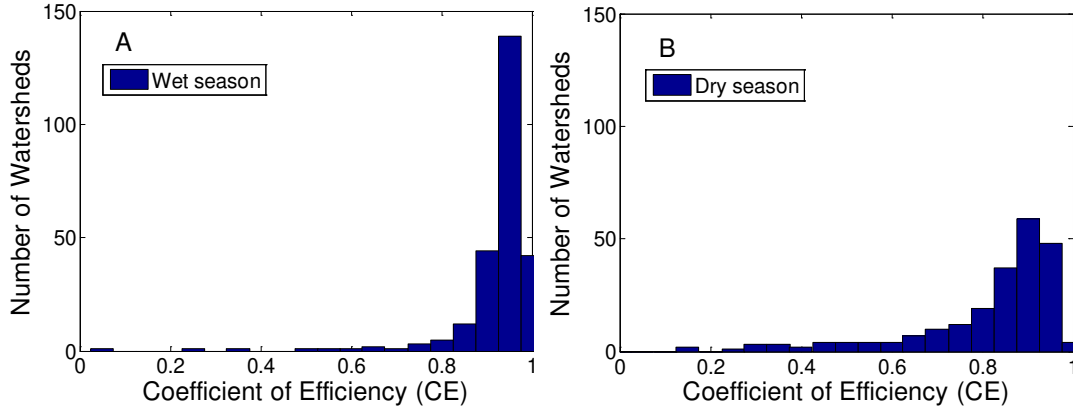 150
100
50
0
Number of Watersheds
A
Wet season
0
0.2
0.4
0.6
0.8
1
Coefficient of Efficiency (CE)
150
100
50
0
Number of Watersheds
B
Dry season
0
0.2
0.4
0.6
0.8
1
Coefficient of Efficiency (CE)